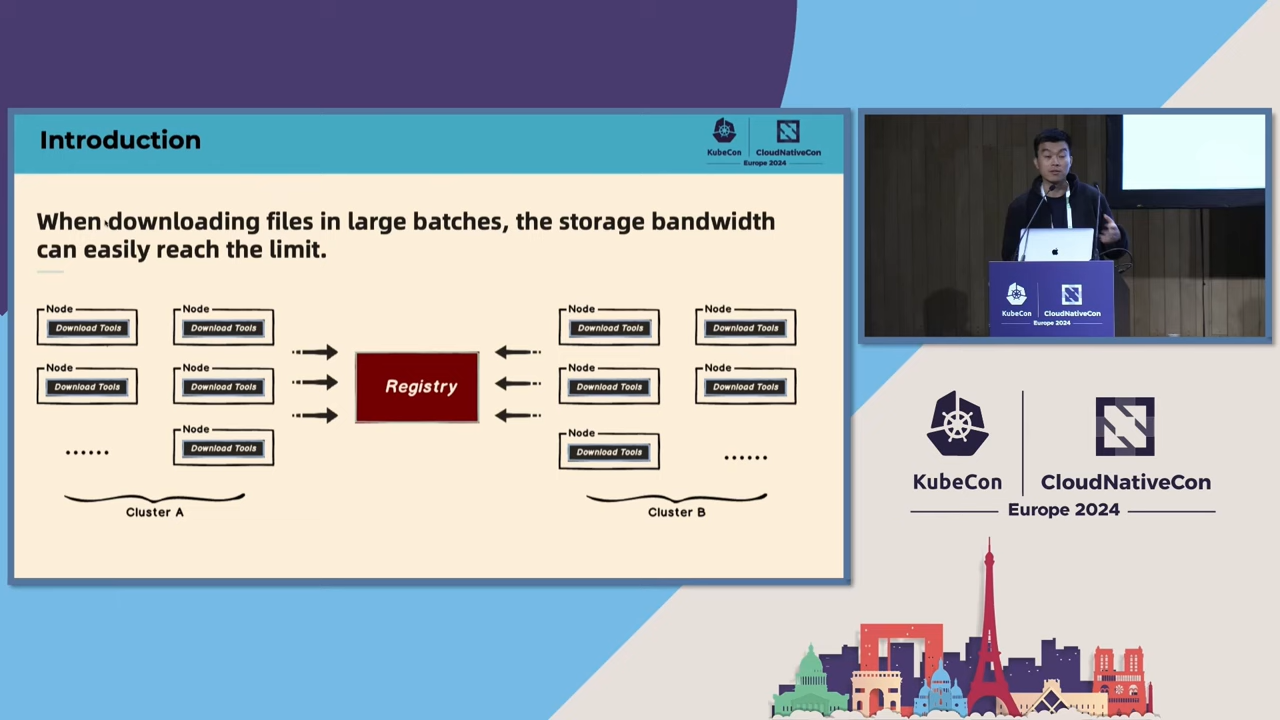 Introduction
KubeCon
CloudNativeCon
Europe 2024
When downloading files in large batches, the storage bandwidth
can easily reach the limit.
Node
Download Tools
Node
Download Tools
Node
Download Tools
Node
Download Tools
......
Node
Download Tools
Cluster A
Registry
Node
Download Tools
Node
Download Tools
Node
Download Tools
Node
Download Tools
Node
Download Tools
......
Cluster B
KubeCon
CloudNativeCon
Europe 2024
KubeCon
CloudNativeCon
Europe 2024